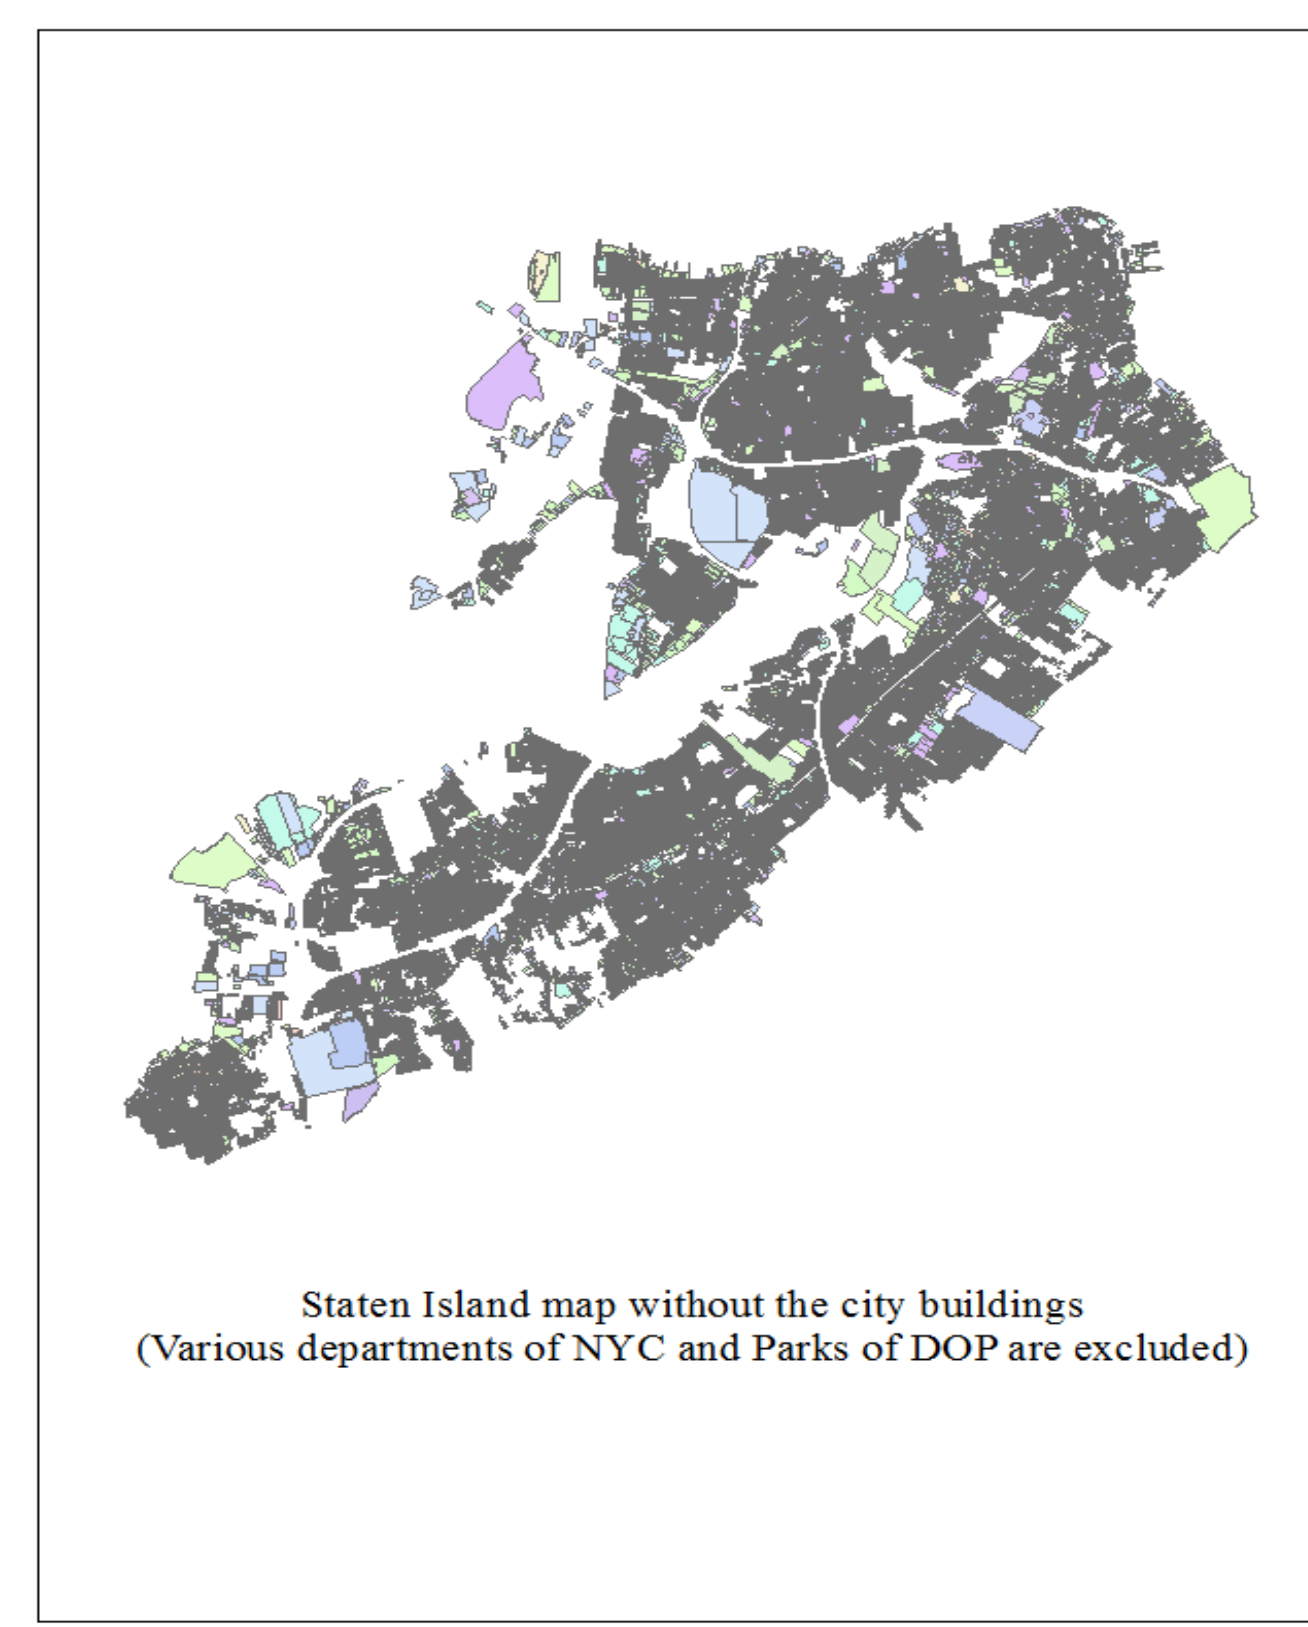 Staten Island map without the city buildings
(Various departments of NYC and Parks of DOP are excluded)